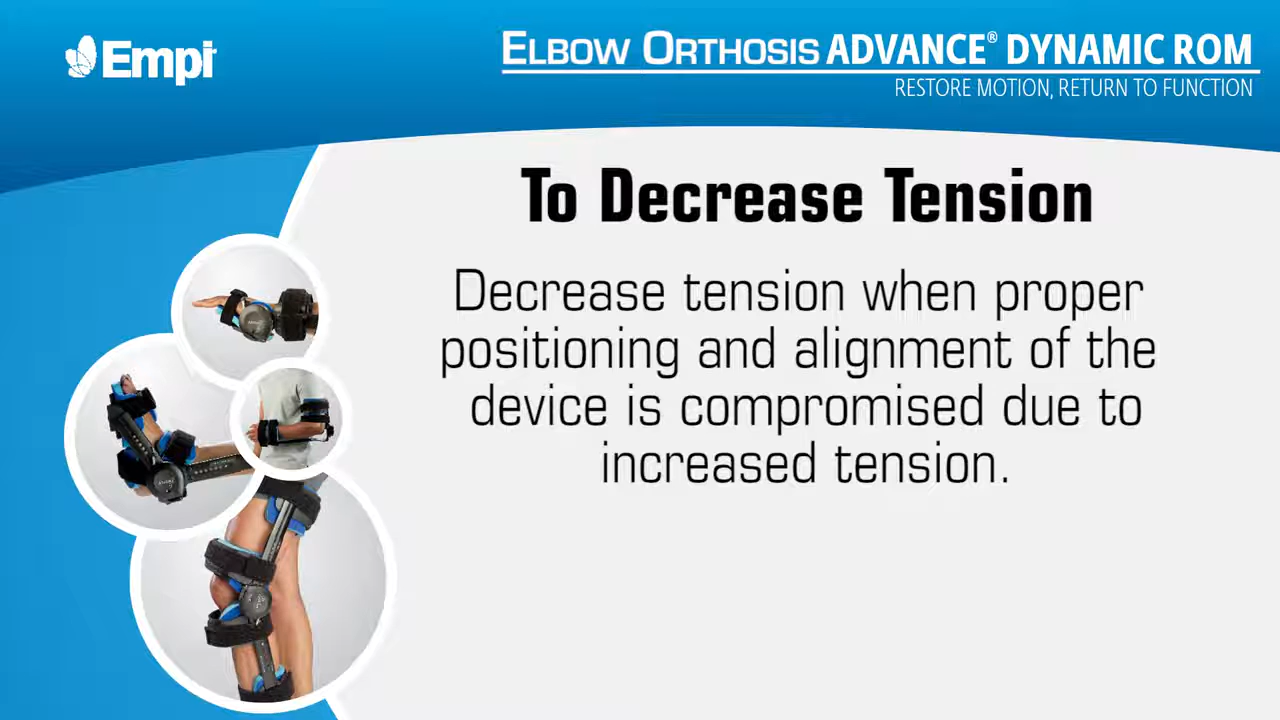 Empi
ELBOW ORTHOSIS ADVANCE® DYNAMIC ROM
RESTORE MOTION, RETURN TO FUNCTION
To Decrease Tension
Decrease tension when proper
positioning and alignment of the
device is compromised due to
increased tension.